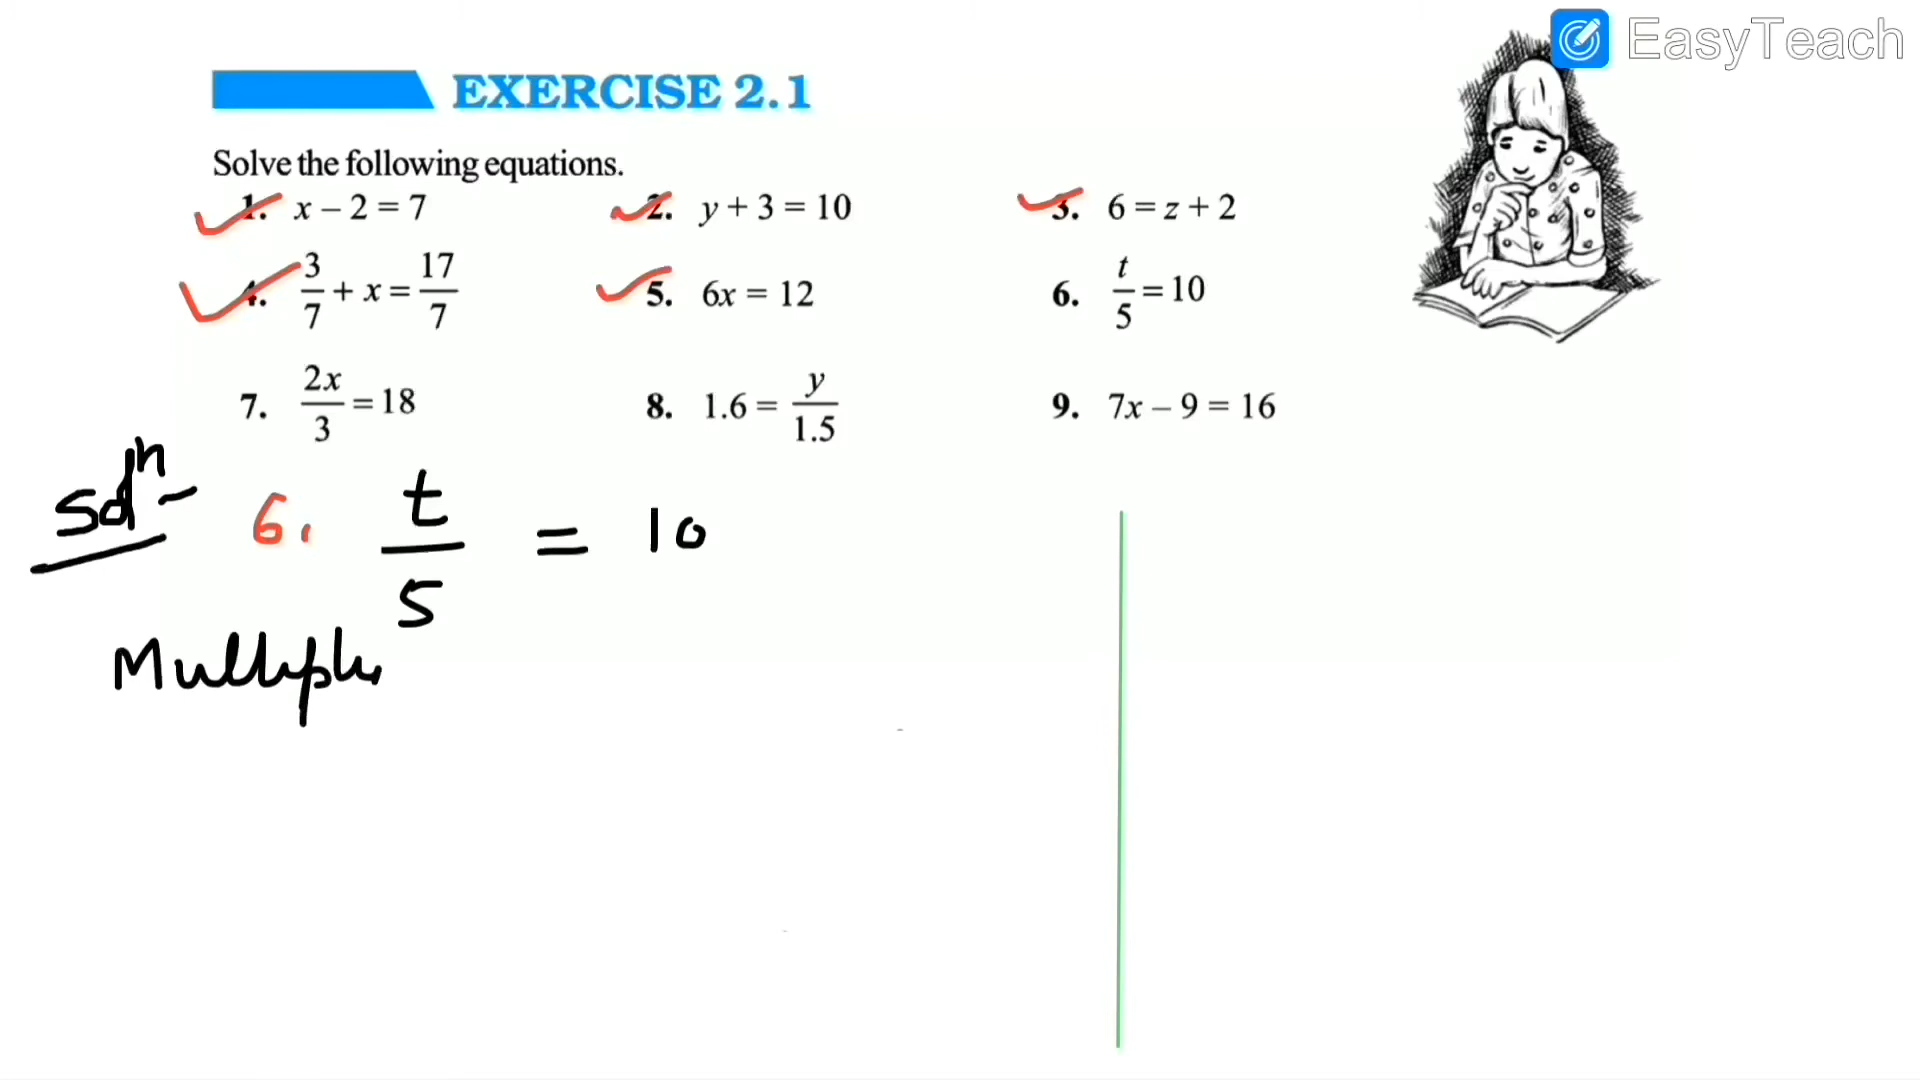 EasyTeach
EXERCISE 2.1
Solve the following equations.
1. x – 2 = 7 2. y + 3 = 10 3. 6 = z + 2
4. 3/7 + x = 17/7 5. 6x = 12 6. t/5 = 10
7. 2x/3 = 18 8. 1.6 = y/1.5 9. 7x – 9 = 16
Solⁿ – 6. t/5 = 10
Multiply